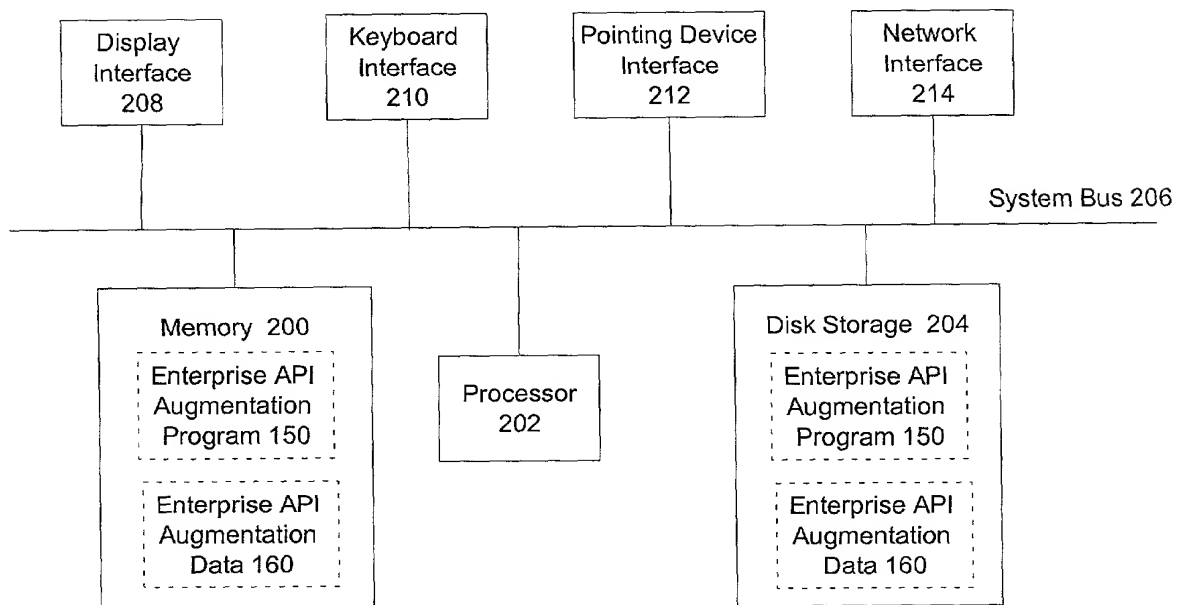 Display
Interface
208
Keyboard
Interface
210
Pointing Device
Interface
212
Network
Interface
214
System Bus 206
Memory 200
Enterprise API
Augmentation
Program 150
Enterprise API
Augmentation
Data 160
Processor
202
Disk Storage 204
Enterprise API
Augmentation
Program 150
Enterprise API
Augmentation
Data 160